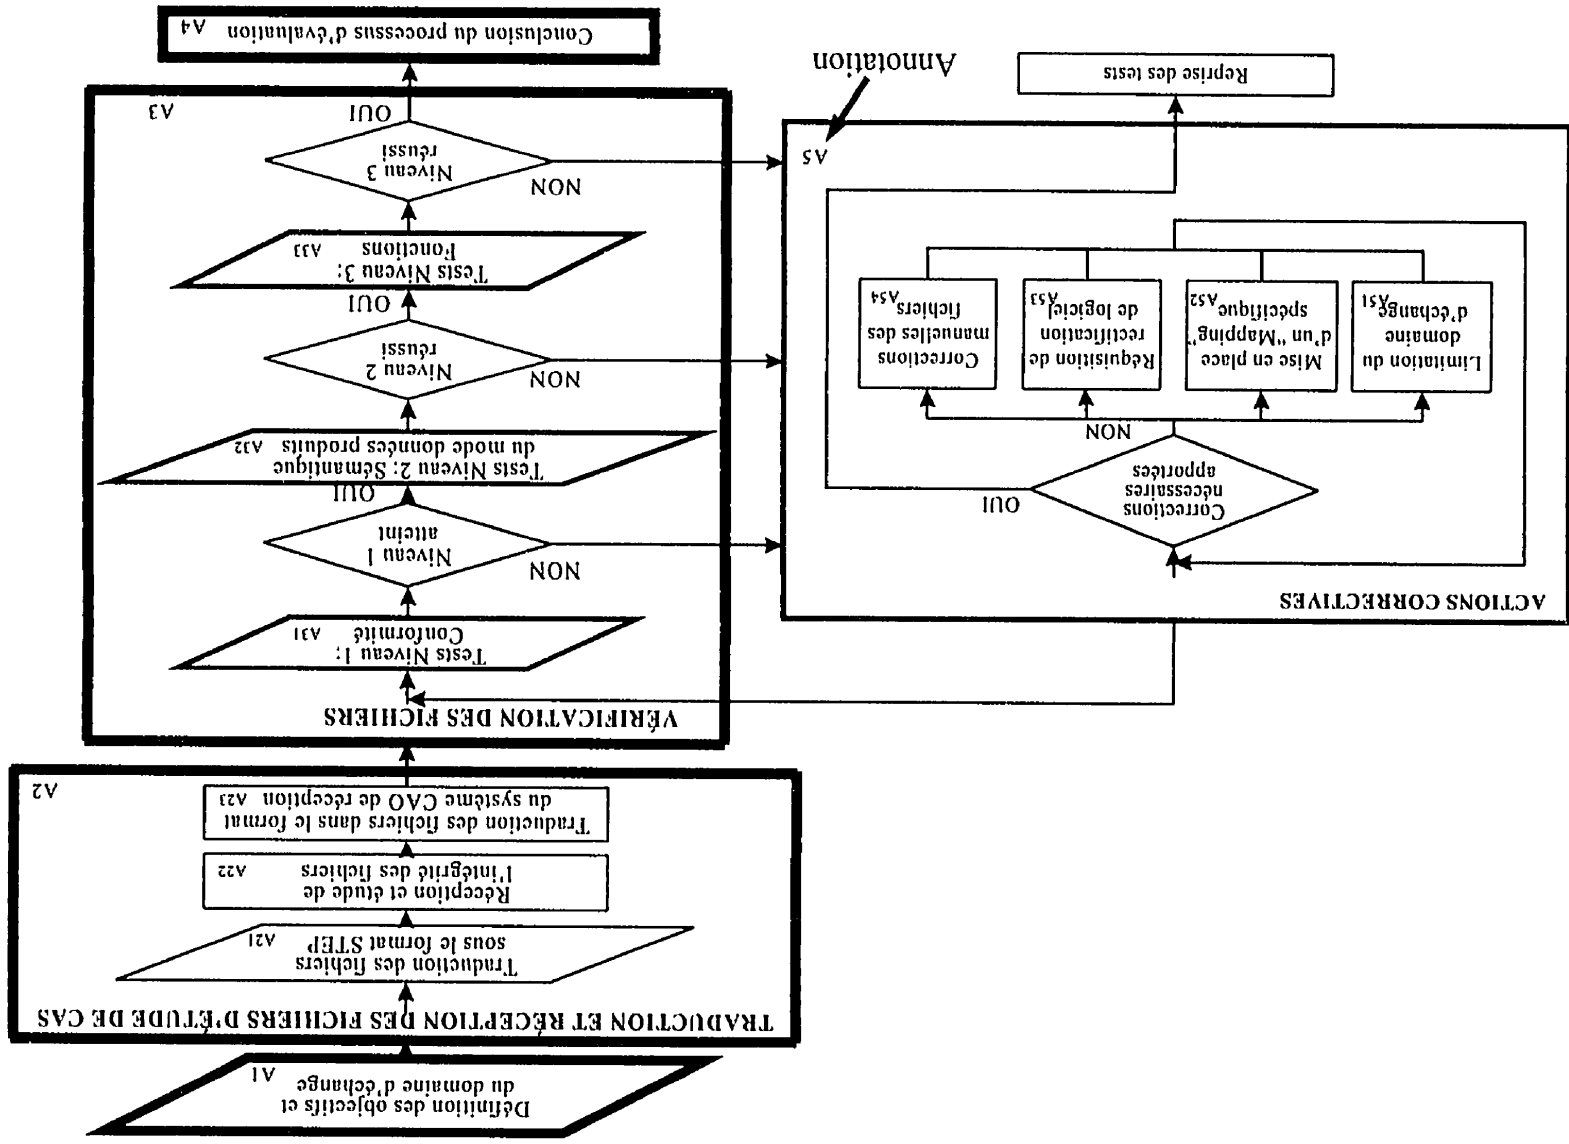 Définition des objectifs et
du domaine d'échange
A1
TRADUCTION ET RÉCEPTION DES FICHIERS D'ÉTUDE DE CAS
Traduction des fichiers
sous le format STEP
A21
Réception et étude de
l'intégrité des fichiers
A22
Traduction des fichiers dans le format
du système CAO de réception A23
A2
VÉRIFICATION DES FICHIERS
Tests Niveau 1;
Conformité
A31
Niveau 1
atteint
NON
OUI
Tests Niveau 2; Sémantique
du mode données produits A32
Niveau 2
réussi
NON
OUI
Tests Niveau 3;
Fonctions
A33
Niveau 3
réussi
NON
OUI
A3
Conclusion du processus d'évaluation A4
ACTIONS CORRECTIVES
Corrections
nécessaires
apportées
OUI
NON
Limitation du
domaine
d'échange
A51
Mise en place
d'un "Mapping"
spécifique
A52
Réquisition de
rectification
de logiciel
A53
Corrections
manuelles des
fichiers
A54
A5
Annotation
Reprise des tests